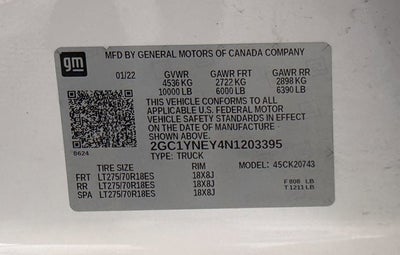 MFD BY GENERAL MOTORS OF CANADA COMPANY
gm
01/22 GVWR GAWR FRT GAWR RR
4536 KG 2722 KG 2898 KG
10000 LB 6000 LB 6390 LB
THIS VEHICLE CONFORMS TO ALL
APPLICABLE U.S. FEDERAL MOTOR
VEHICLE SAFETY STANDARDS IN EFFECT
ON THE DATE OF MANUFACTURE
SHOWN ABOVE.
8624
2GC1YNEY4N1203395
TYPE: TRUCK
TIRE SIZE RIM MODEL: 4SCK20743
FRT LT275/70R18ES 18X8J F 808 LB
RR LT275/70R18ES 18X8J T 1211 LB
SPA LT275/70R18ES 18X8J